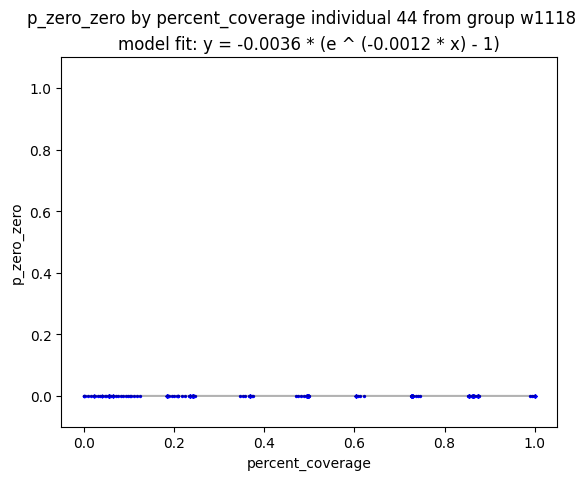 p_zero_zero by percent_coverage individual 44 from group w1118
model fit: y = -0.0036 * (e ^ (-0.0012 * x) - 1)
1.0
0.8
0.6
0.4
0.2
0.0
p_zero_zero
0.0 0.2 0.4 0.6 0.8 1.0
percent_coverage